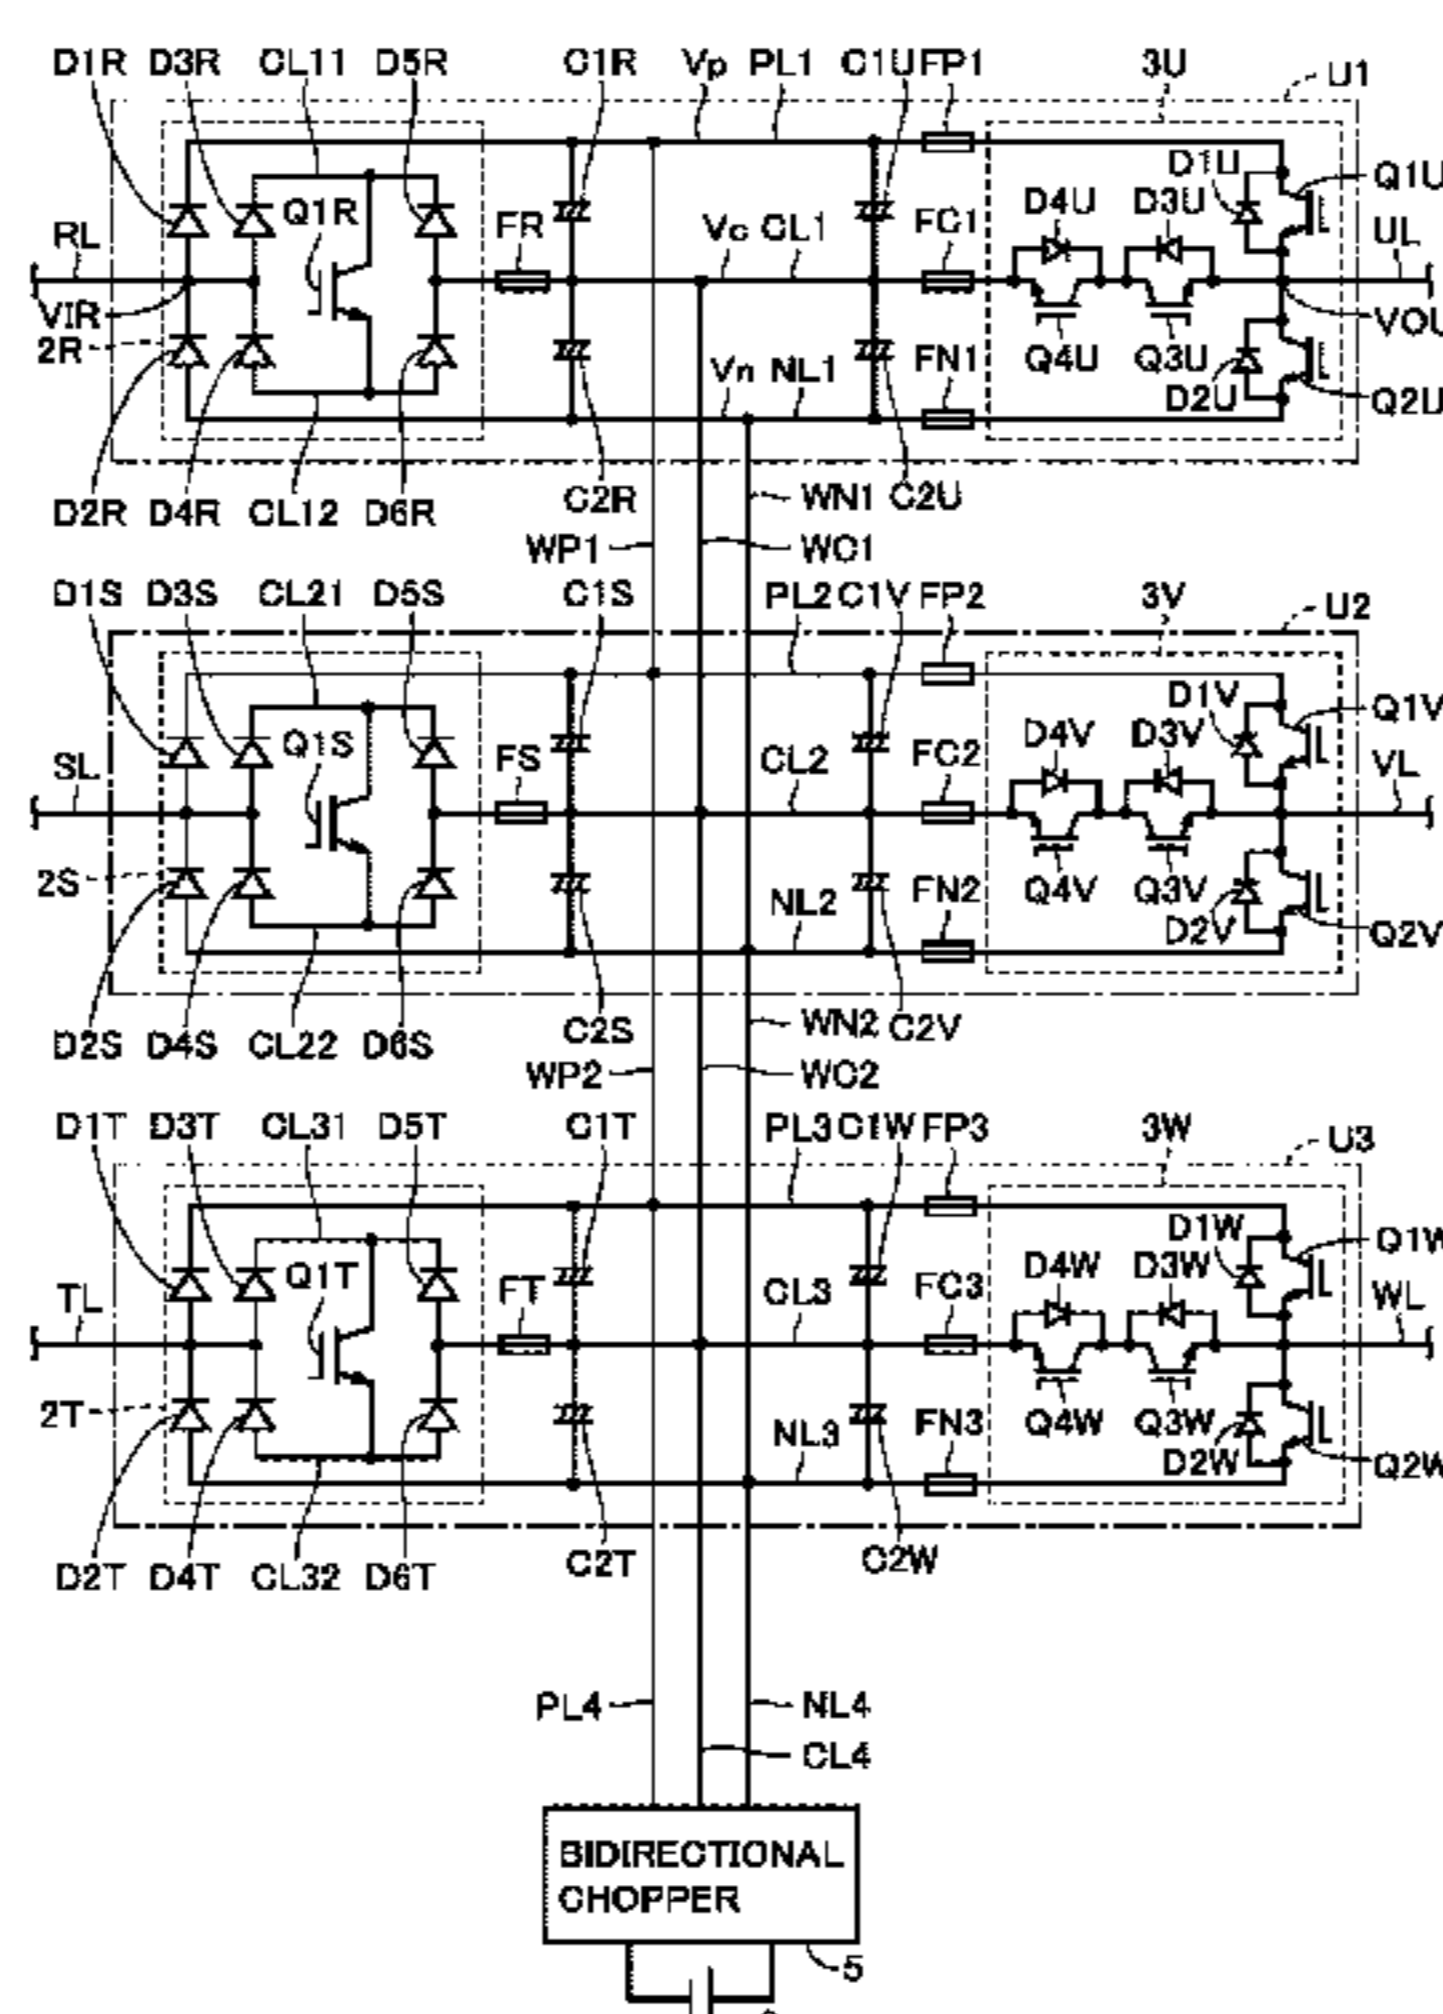 D1R D3R CL11 D5R C1R Vp PL1 C1U FP1 3U U1
D1U Q1U
Q1R D4U D3U
RL FR Vc CL1 FC1 UL
VIR VOU
2R Vn NL1 FN1 Q4U Q3U
D2U Q2U
D2R D4R CL12 D6R C2R WN1 C2U
WP1 WC1
D1S D3S CL21 D5S C1S PL2 C1V FP2 3V U2
D1V Q1V
Q1S D4V D3V
SL FS CL2 FC2 VL
2S NL2 FN2 Q4V Q3V
D2V Q2V
D2S D4S CL22 D6S C2S WN2 C2V
WP2 WC2
D1T D3T CL31 D5T C1T PL3 C1W FP3 3W U3
D1W Q1W
Q1T D4W D3W
TL FT CL3 FC3 WL
2T NL3 FN3 Q4W Q3W
D2W Q2W
D2T D4T CL32 D6T C2T C2W
PL4 NL4
CL4
BIDIRECTIONAL
CHOPPER
5